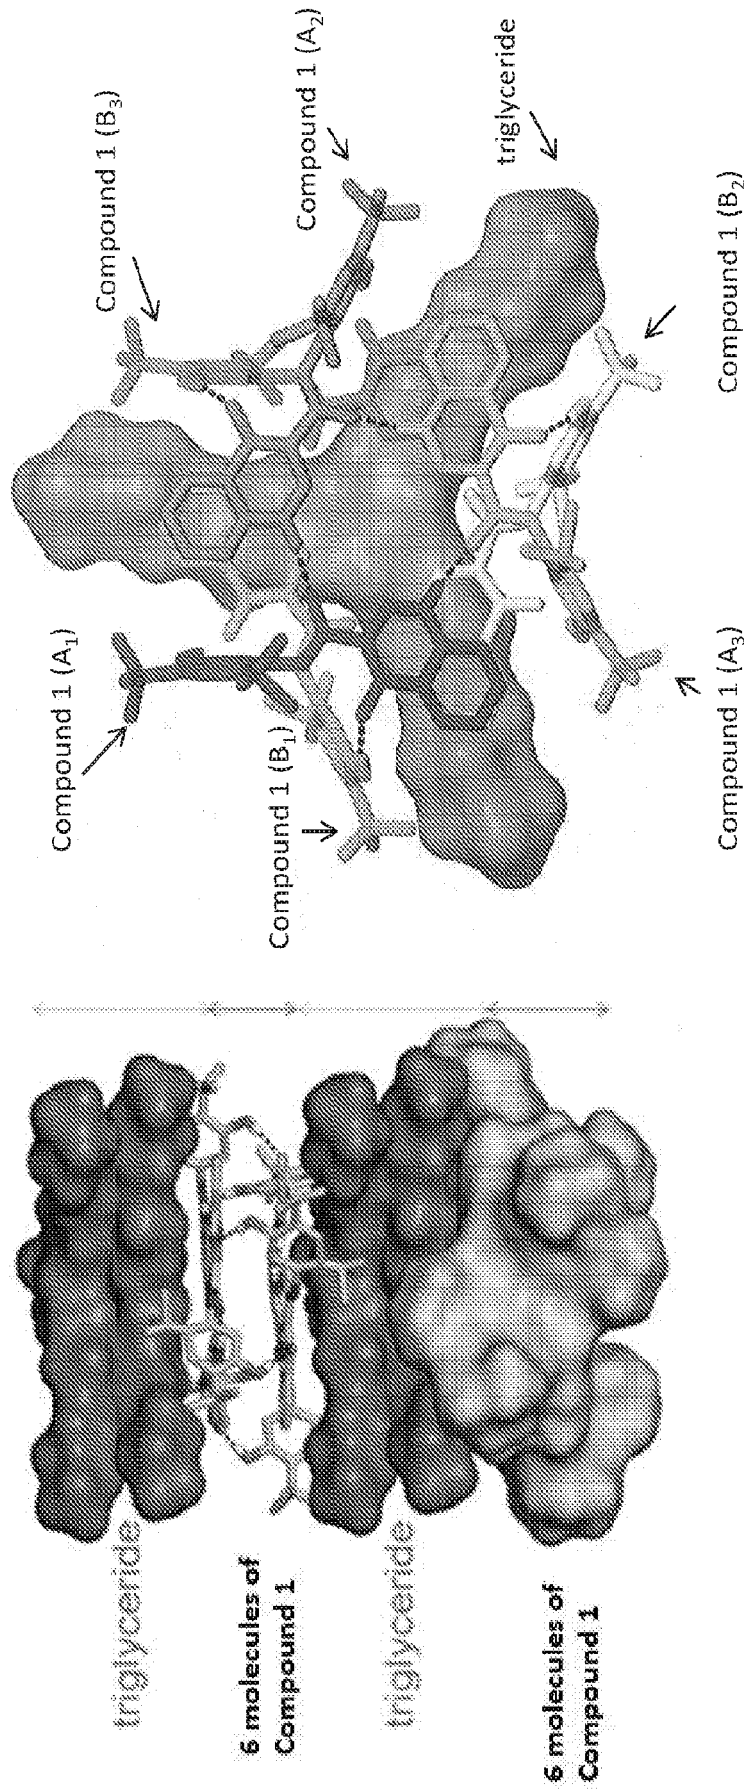 triglyceride
6 molecules of
Compound 1
triglyceride
6 molecules of
Compound 1
Compound 1 (A₁)
Compound 1 (B₃)
Compound 1 (A₂)
Compound 1 (B₁)
triglyceride
Compound 1 (A₃)
Compound 1 (B₂)